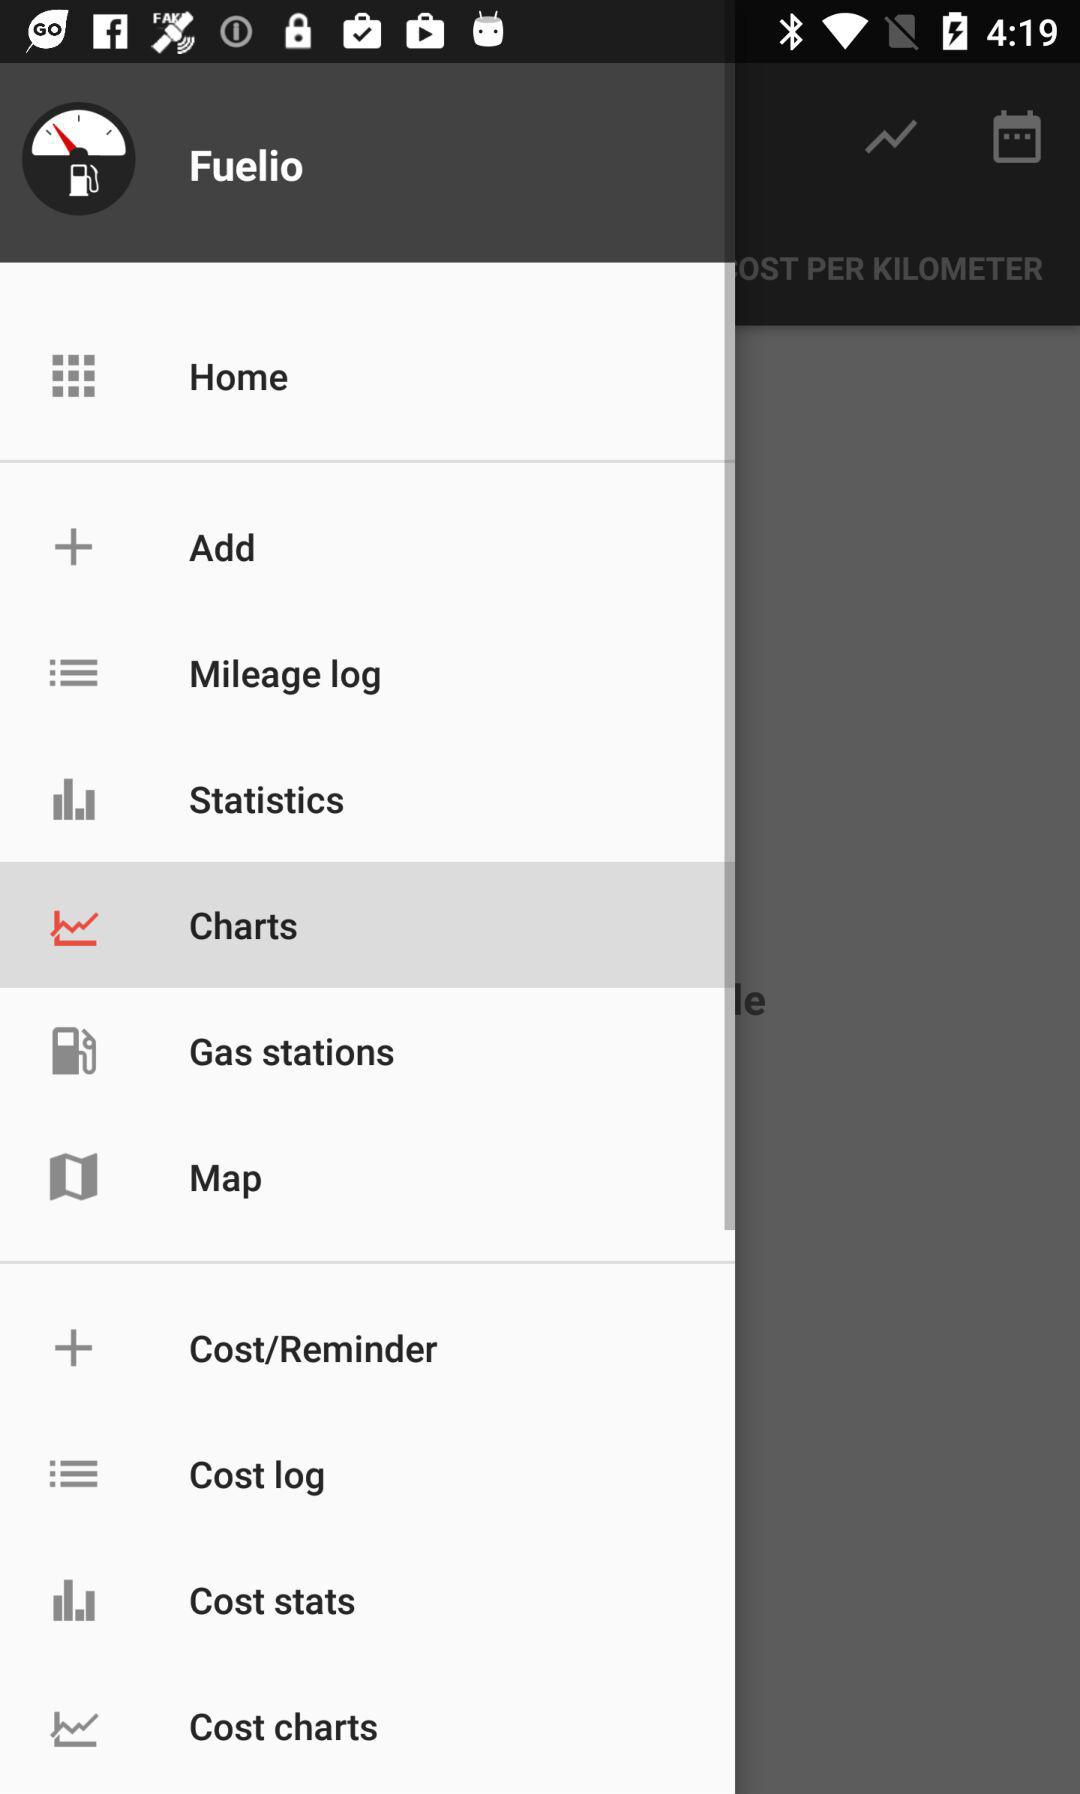 GO FAKE 4:19
Fuelio
COST PER KILOMETER
Home
Add
Mileage log
Statistics
Charts
le
Gas stations
Map
Cost/Reminder
Cost log
Cost stats
Cost charts